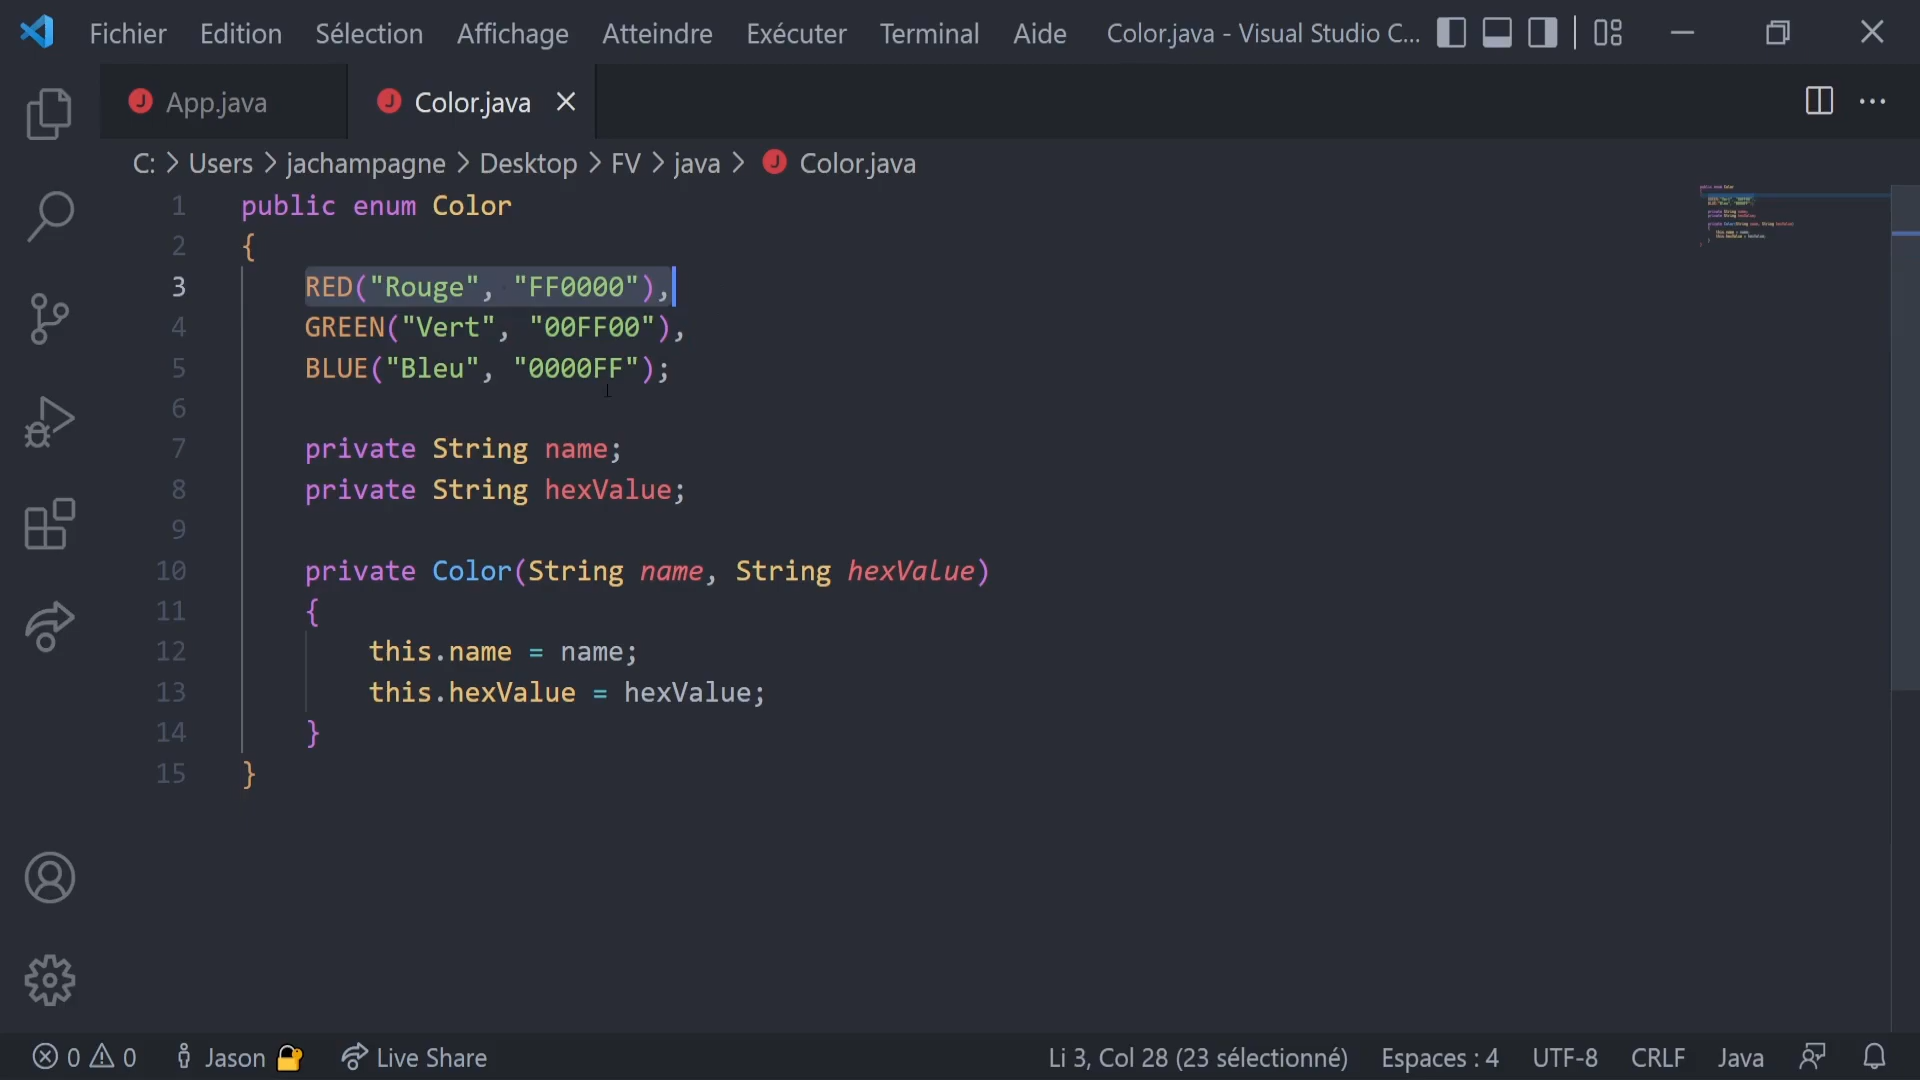 Fichier Edition Sélection Affichage Atteindre Exécuter Terminal Aide Color.java - Visual Studio C...
App.java Color.java
C: > Users > jachampagne > Desktop > FV > java > Color.java
1 public enum Color
2 {
3 RED("Rouge", "FF0000"),
4 GREEN("Vert", "00FF00"),
5 BLUE("Bleu", "0000FF");
6
7 private String name;
8 private String hexValue;
9
10 private Color(String name, String hexValue)
11 {
12 this.name = name;
13 this.hexValue = hexValue;
14 }
15 }
0 0 Jason Live Share Li 3, Col 28 (23 sélectionné) Espaces : 4 UTF-8 CRLF Java